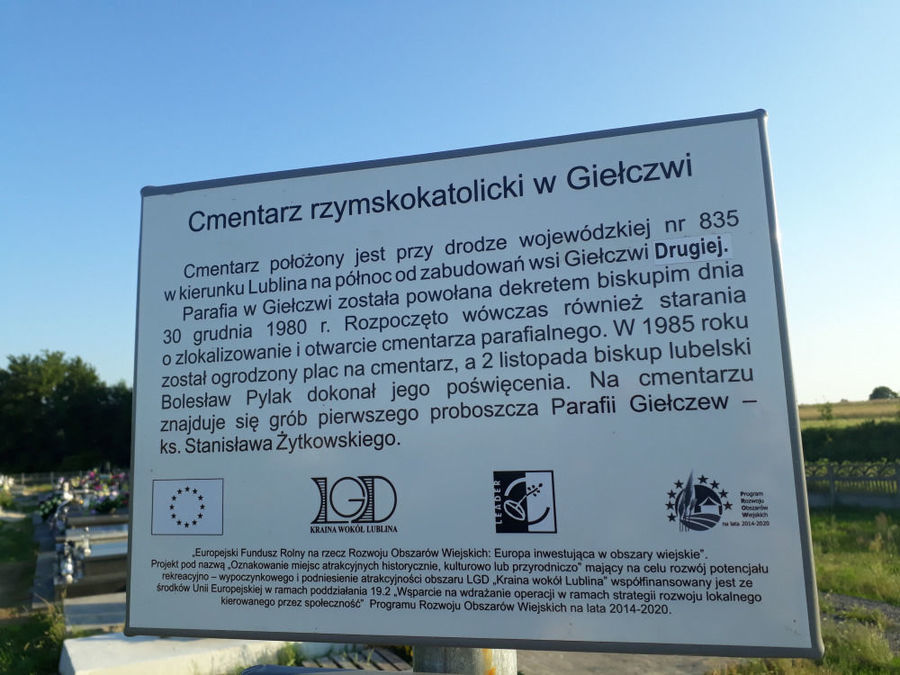 Cmentarz rzymskokatolicki w Giełczwi
Cmentarz położony jest przy drodze wojewódzkiej nr 835
w kierunku Lublina na północ od zabudowań wsi Giełczwi Drugiej.
Parafia w Giełczwi została powołana dekretem biskupim dnia
30 grudnia 1980 r. Rozpoczęto wówczas również starania
o zlokalizowanie i otwarcie cmentarza parafialnego. W 1985 roku
został ogrodzony plac na cmentarz, a 2 listopada biskup lubelski
Bolesław Pylak dokonał jego poświęcenia. Na cmentarzu
znajduje się grób pierwszego proboszcza Parafii Giełczew –
ks. Stanisława Żytkowskiego.
LGD
KRAINA WOKÓŁ LUBLINA
LEADER
Program
Rozwoju
Obszarów
Wiejskich
na lata 2014-2020
„Europejski Fundusz Rolny na rzecz Rozwoju Obszarów Wiejskich: Europa inwestująca w obszary wiejskie".
Projekt pod nazwą „Oznakowanie miejsc atrakcyjnych historycznie, kulturowo lub przyrodniczo" mający na celu rozwój potencjału
rekreacyjno – wypoczynkowego i podniesienie atrakcyjności obszaru LGD „Kraina wokół Lublina" współfinansowany jest ze
środków Unii Europejskiej w ramach poddziałania 19.2 „Wsparcie na wdrażanie operacji w ramach strategii rozwoju lokalnego
kierowanego przez społeczność" Programu Rozwoju Obszarów Wiejskich na lata 2014-2020.